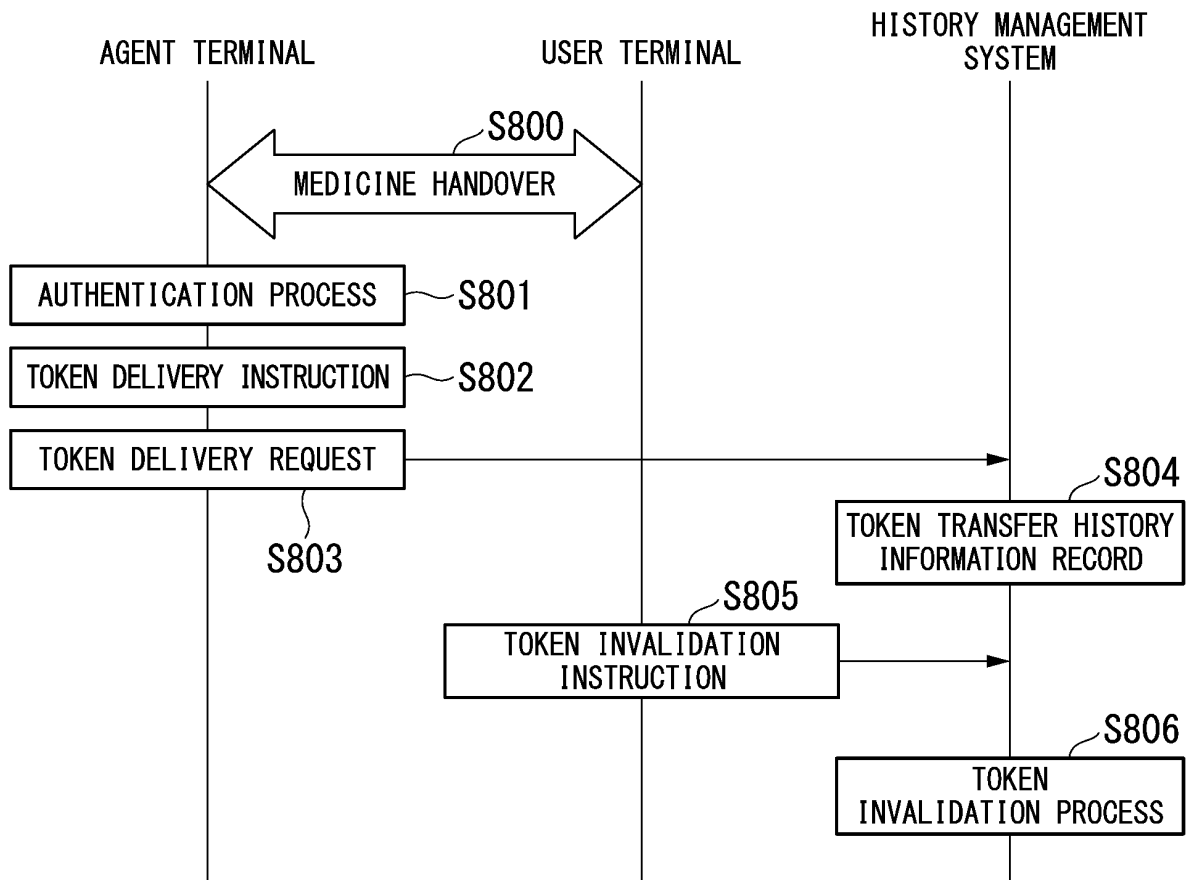 AGENT TERMINAL
USER TERMINAL
HISTORY MANAGEMENT
SYSTEM
S800
MEDICINE HANDOVER
AUTHENTICATION PROCESS
S801
TOKEN DELIVERY INSTRUCTION
S802
TOKEN DELIVERY REQUEST
S803
S804
TOKEN TRANSFER HISTORY
INFORMATION RECORD
S805
TOKEN INVALIDATION
INSTRUCTION
S806
TOKEN
INVALIDATION PROCESS